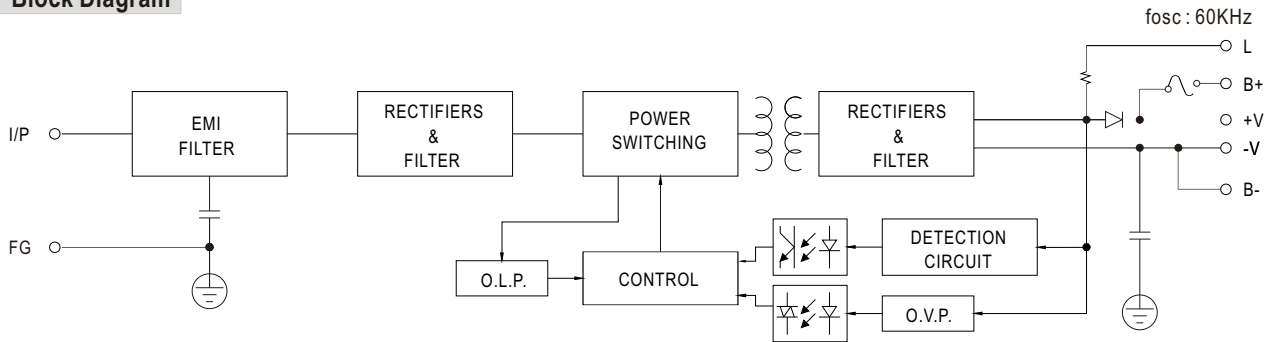 Block Diagram
fosc : 60KHz
L
B+
+V
-V
B-
I/P
EMI
FILTER
RECTIFIERS
&
FILTER
POWER
SWITCHING
RECTIFIERS
&
FILTER
FG
O.L.P.
CONTROL
DETECTION
CIRCUIT
O.V.P.